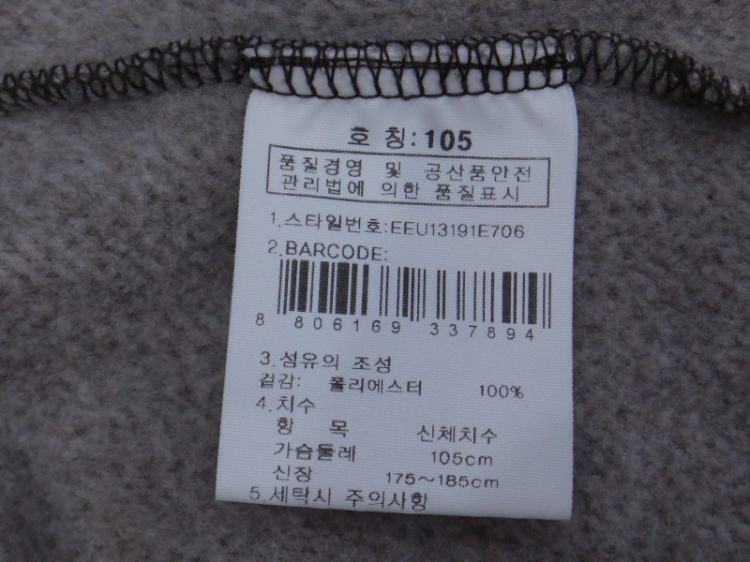 호 칭: 105
품질경영 및 공산품안전
관리법에 의한 품질표시
1.스타일번호:EEU13191E706
2.BARCODE:
8 806169 337894
3.섬유의 조성
겉감: 폴리에스터 100%
4.치수
항 목 신체치수
가슴둘레 105cm
신장 175~185cm
5.세탁시 주의사항